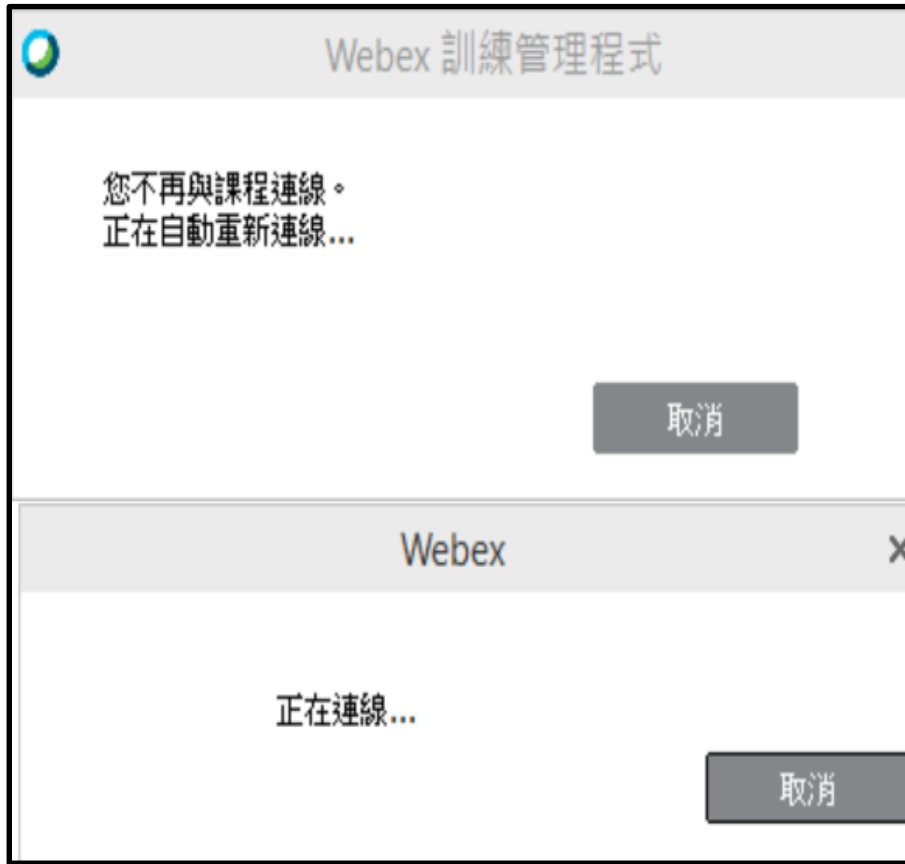 Webex 訓練管理程式
您不再與課程連線。
正在自動重新連線...
取消
Webex
正在連線...
取消